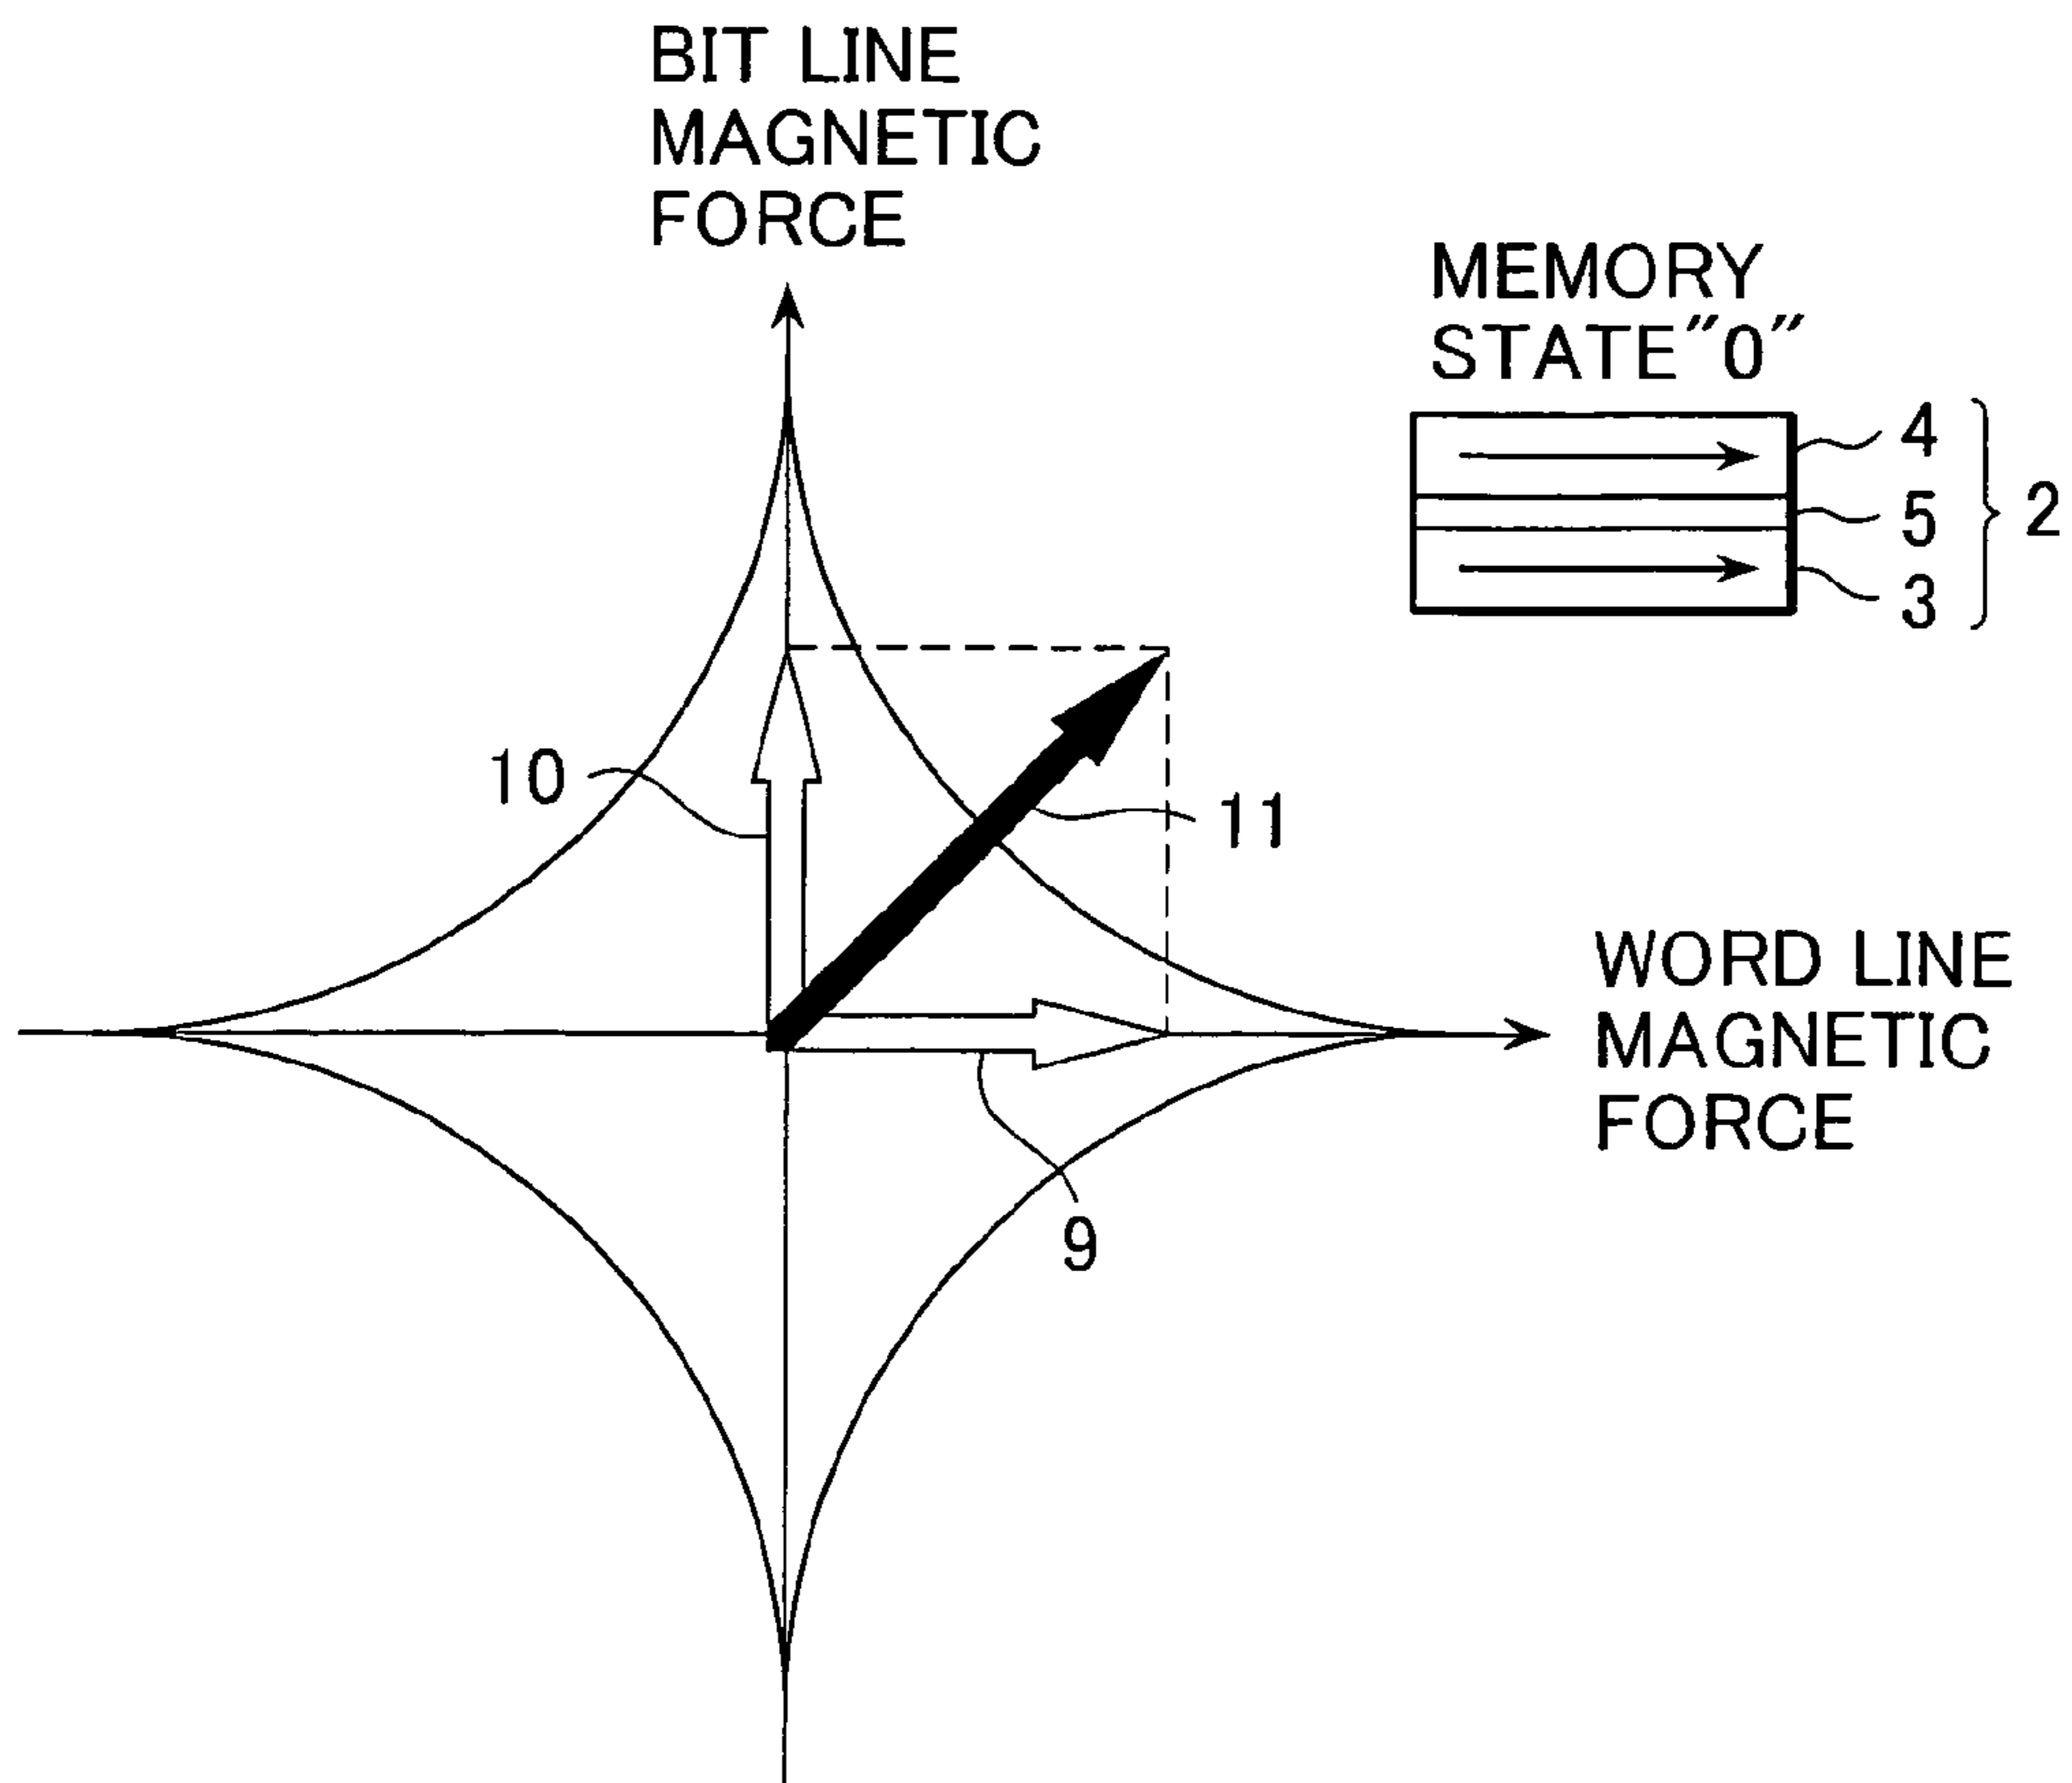 BIT LINE
MAGNETIC
FORCE
MEMORY
STATE"0"
4
5
2
3
10
11
WORD LINE
MAGNETIC
FORCE
9